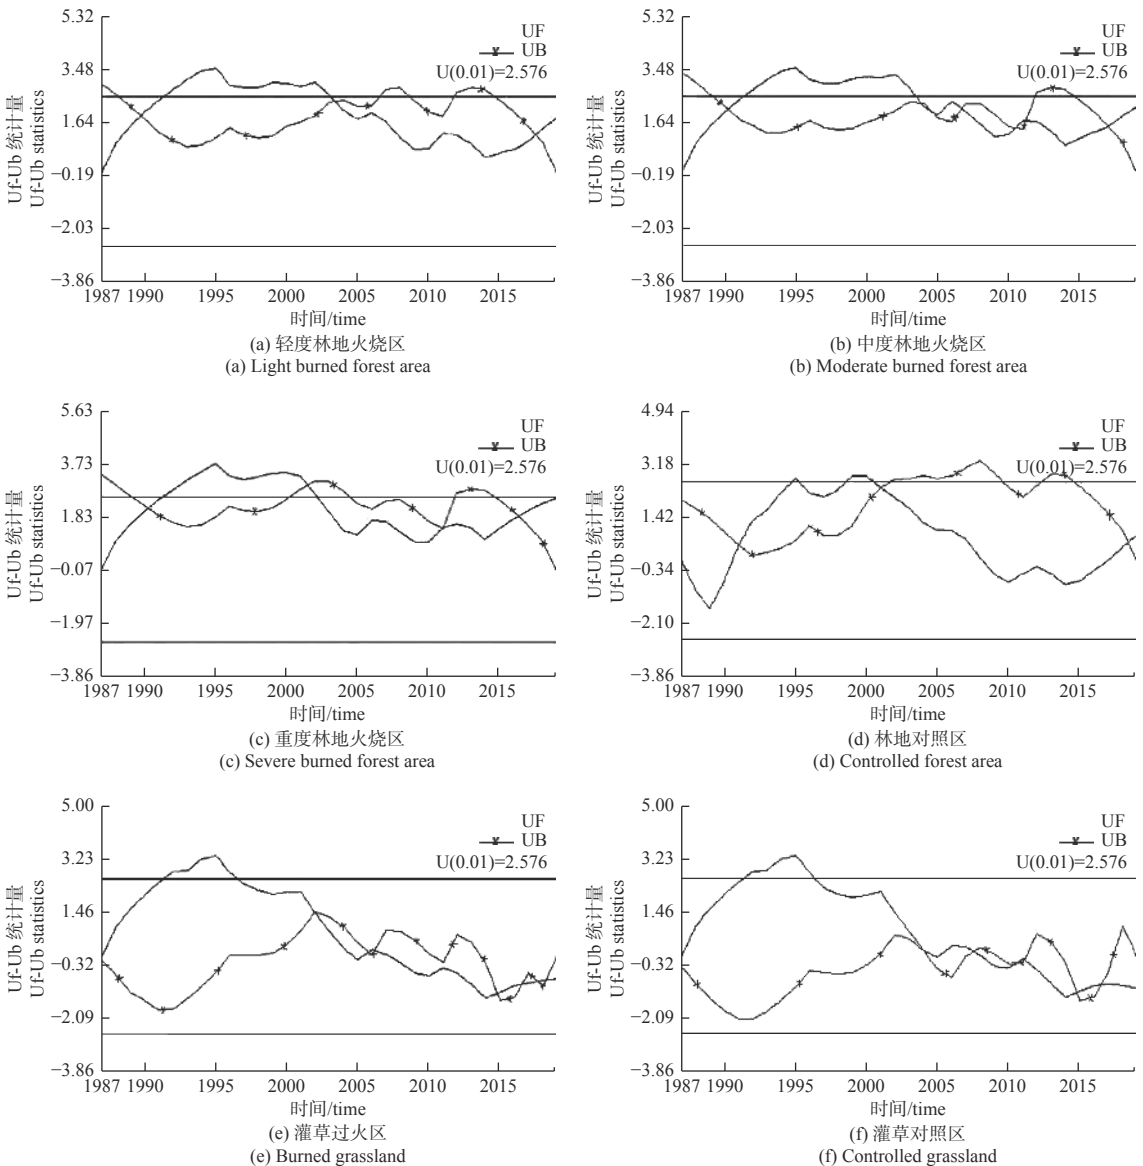 5.32
3.48
1.64
−0.19
−2.03
−3.86
Uf-Ub 统计量
Uf-Ub statistics
UF
UB
U(0.01)=2.576
1987 1990 1995 2000 2005 2010 2015
时间/time
(a) 轻度林地火烧区
(a) Light burned forest area
5.32
3.48
1.64
−0.19
−2.03
−3.86
Uf-Ub 统计量
Uf-Ub statistics
UF
UB
U(0.01)=2.576
1987 1990 1995 2000 2005 2010 2015
时间/time
(b) 中度林地火烧区
(b) Moderate burned forest area
5.63
3.73
1.83
−0.07
−1.97
−3.86
Uf-Ub 统计量
Uf-Ub statistics
UF
UB
U(0.01)=2.576
1987 1990 1995 2000 2005 2010 2015
时间/time
(c) 重度林地火烧区
(c) Severe burned forest area
4.94
3.18
1.42
−0.34
−2.10
−3.86
Uf-Ub 统计量
Uf-Ub statistics
UF
UB
U(0.01)=2.576
1987 1990 1995 2000 2005 2010 2015
时间/time
(d) 林地对照区
(d) Controlled forest area
5.00
3.23
1.46
−0.32
−2.09
−3.86
Uf-Ub 统计量
Uf-Ub statistics
UF
UB
U(0.01)=2.576
1987 1990 1995 2000 2005 2010 2015
时间/time
(e) 灌草过火区
(e) Burned grassland
5.00
3.23
1.46
−0.32
−2.09
−3.86
Uf-Ub 统计量
Uf-Ub statistics
UF
UB
U(0.01)=2.576
1987 1990 1995 2000 2005 2010 2015
时间/time
(f) 灌草对照区
(f) Controlled grassland